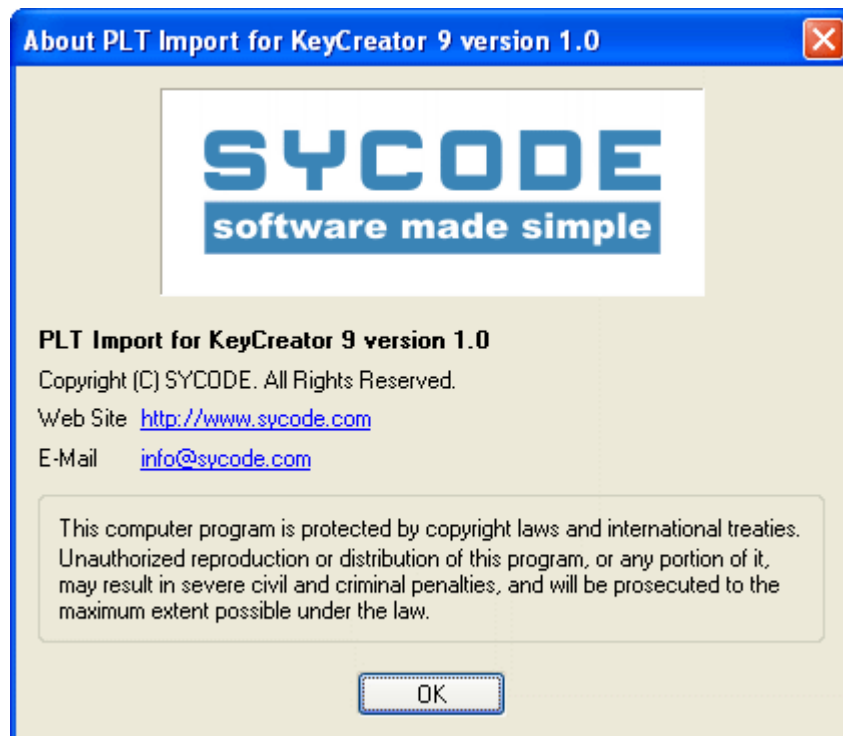 About PLT Import for KeyCreator 9 version 1.0
SYCODE
software made simple
PLT Import for KeyCreator 9 version 1.0
Copyright (C) SYCODE. All Rights Reserved.
Web Site http://www.sycode.com
E-Mail info@sycode.com
This computer program is protected by copyright laws and international treaties.
Unauthorized reproduction or distribution of this program, or any portion of it,
may result in severe civil and criminal penalties, and will be prosecuted to the
maximum extent possible under the law.
OK